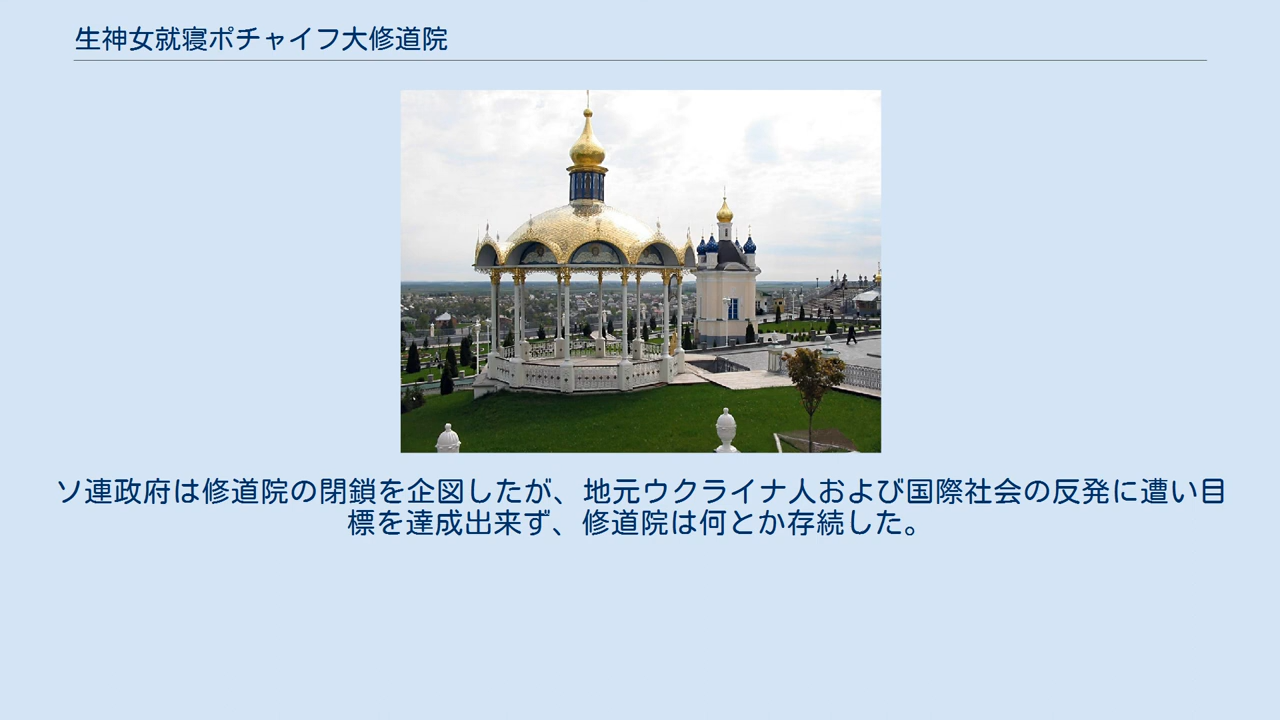 生神女就寝ポチャイフ大修道院
ソ連政府は修道院の閉鎖を企図したが、地元ウクライナ人および国際社会の反発に遭い目
標を達成出来ず、修道院は何とか存続した。